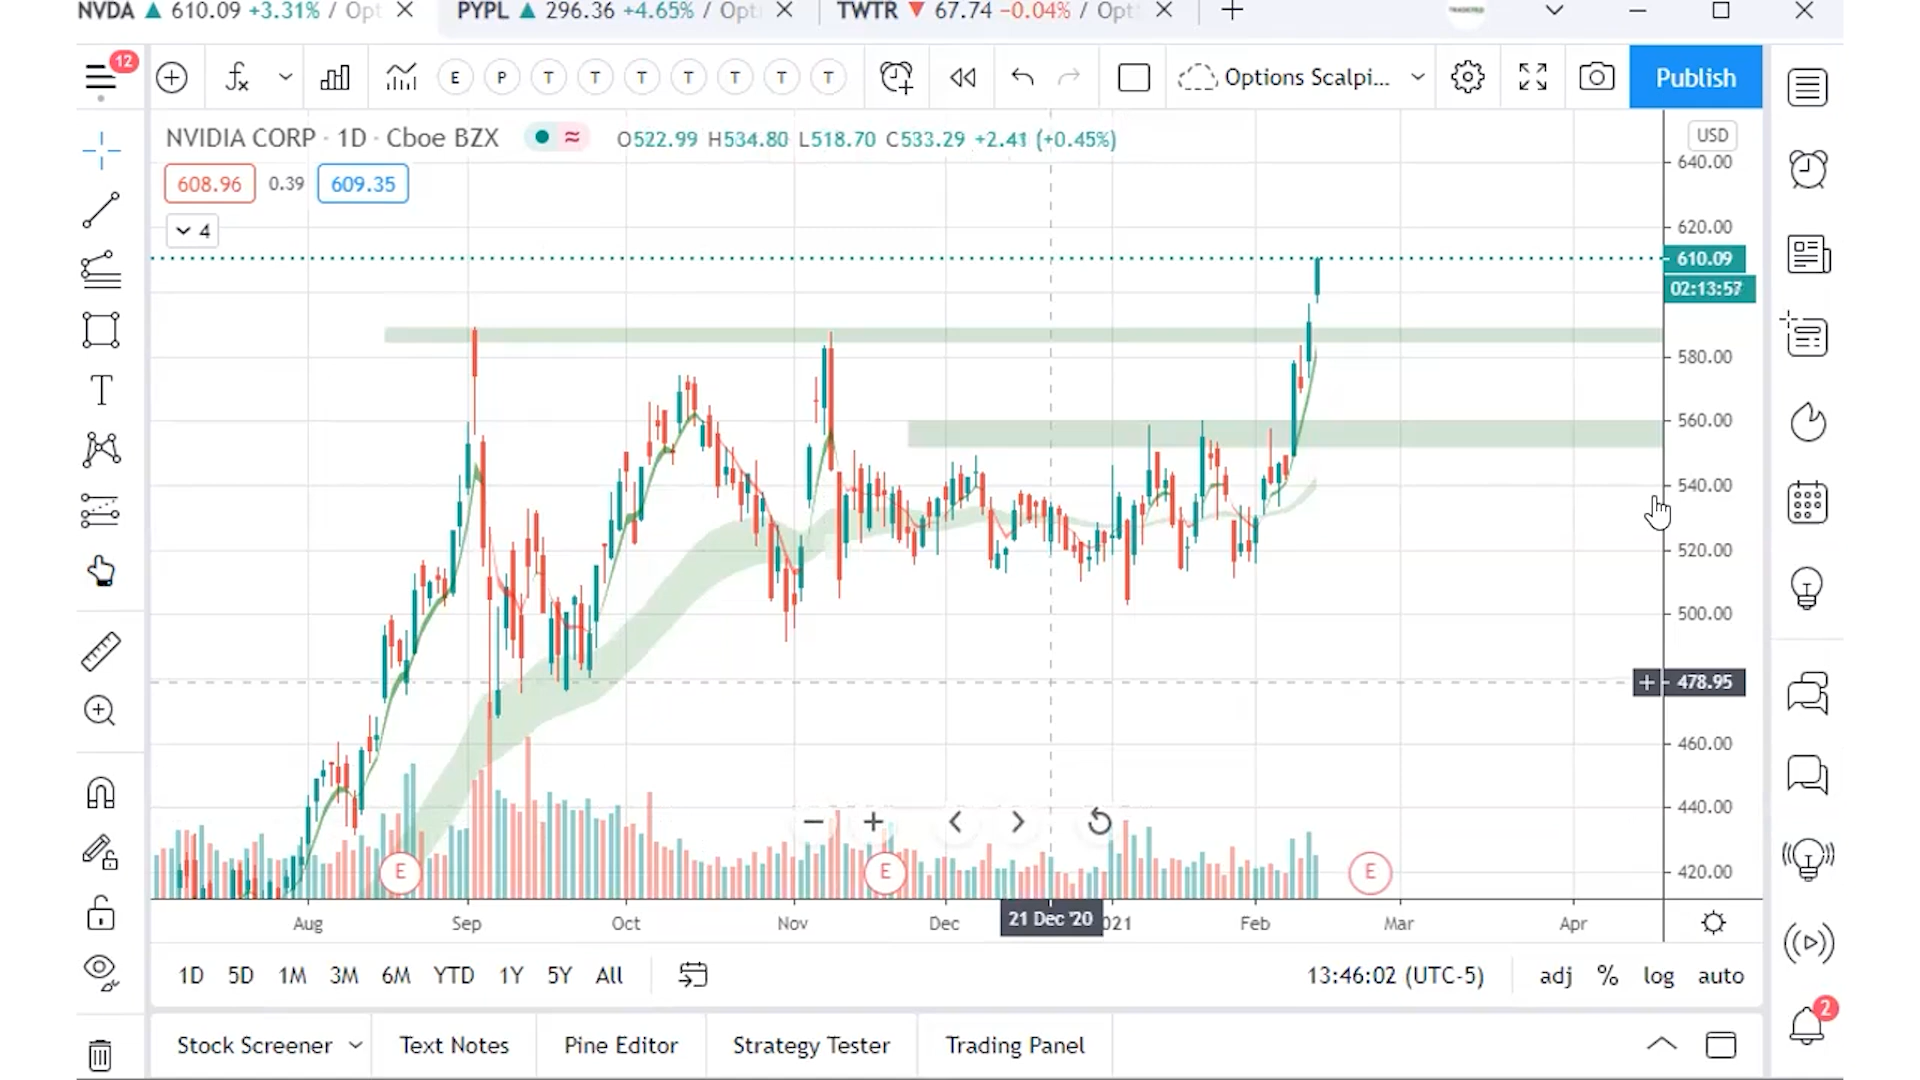 NVDA ▲ 610.09 +3.31% / Opt
PYPL ▲ 296.36 +4.65% / Opt
TWTR ▼ 67.74 −0.04% / Opt
12
E P T T T T T T T
Options Scalpi...
Publish
NVIDIA CORP · 1D · Cboe BZX
O522.99 H534.80 L518.70 C533.29 +2.41 (+0.45%)
USD
608.96 0.39 609.35
4
640.00
620.00
610.09
02:13:57
580.00
560.00
540.00
520.00
500.00
478.95
460.00
440.00
420.00
E E E
Aug Sep Oct Nov Dec 21 Dec '20 021 Feb Mar Apr
1D 5D 1M 3M 6M YTD 1Y 5Y All
13:46:02 (UTC-5) adj % log auto
2
Stock Screener Text Notes Pine Editor Strategy Tester Trading Panel